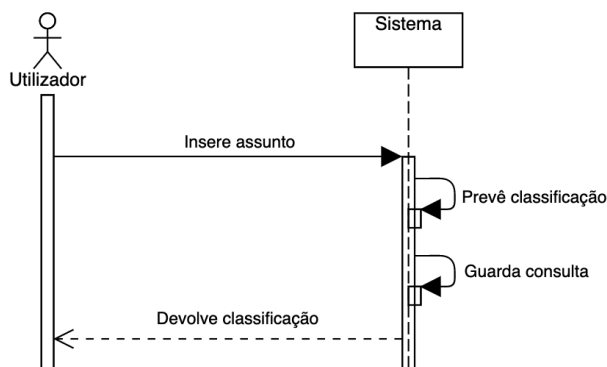 Sistema
Utilizador
Insere assunto
Prevê classificação
Guarda consulta
Devolve classificação